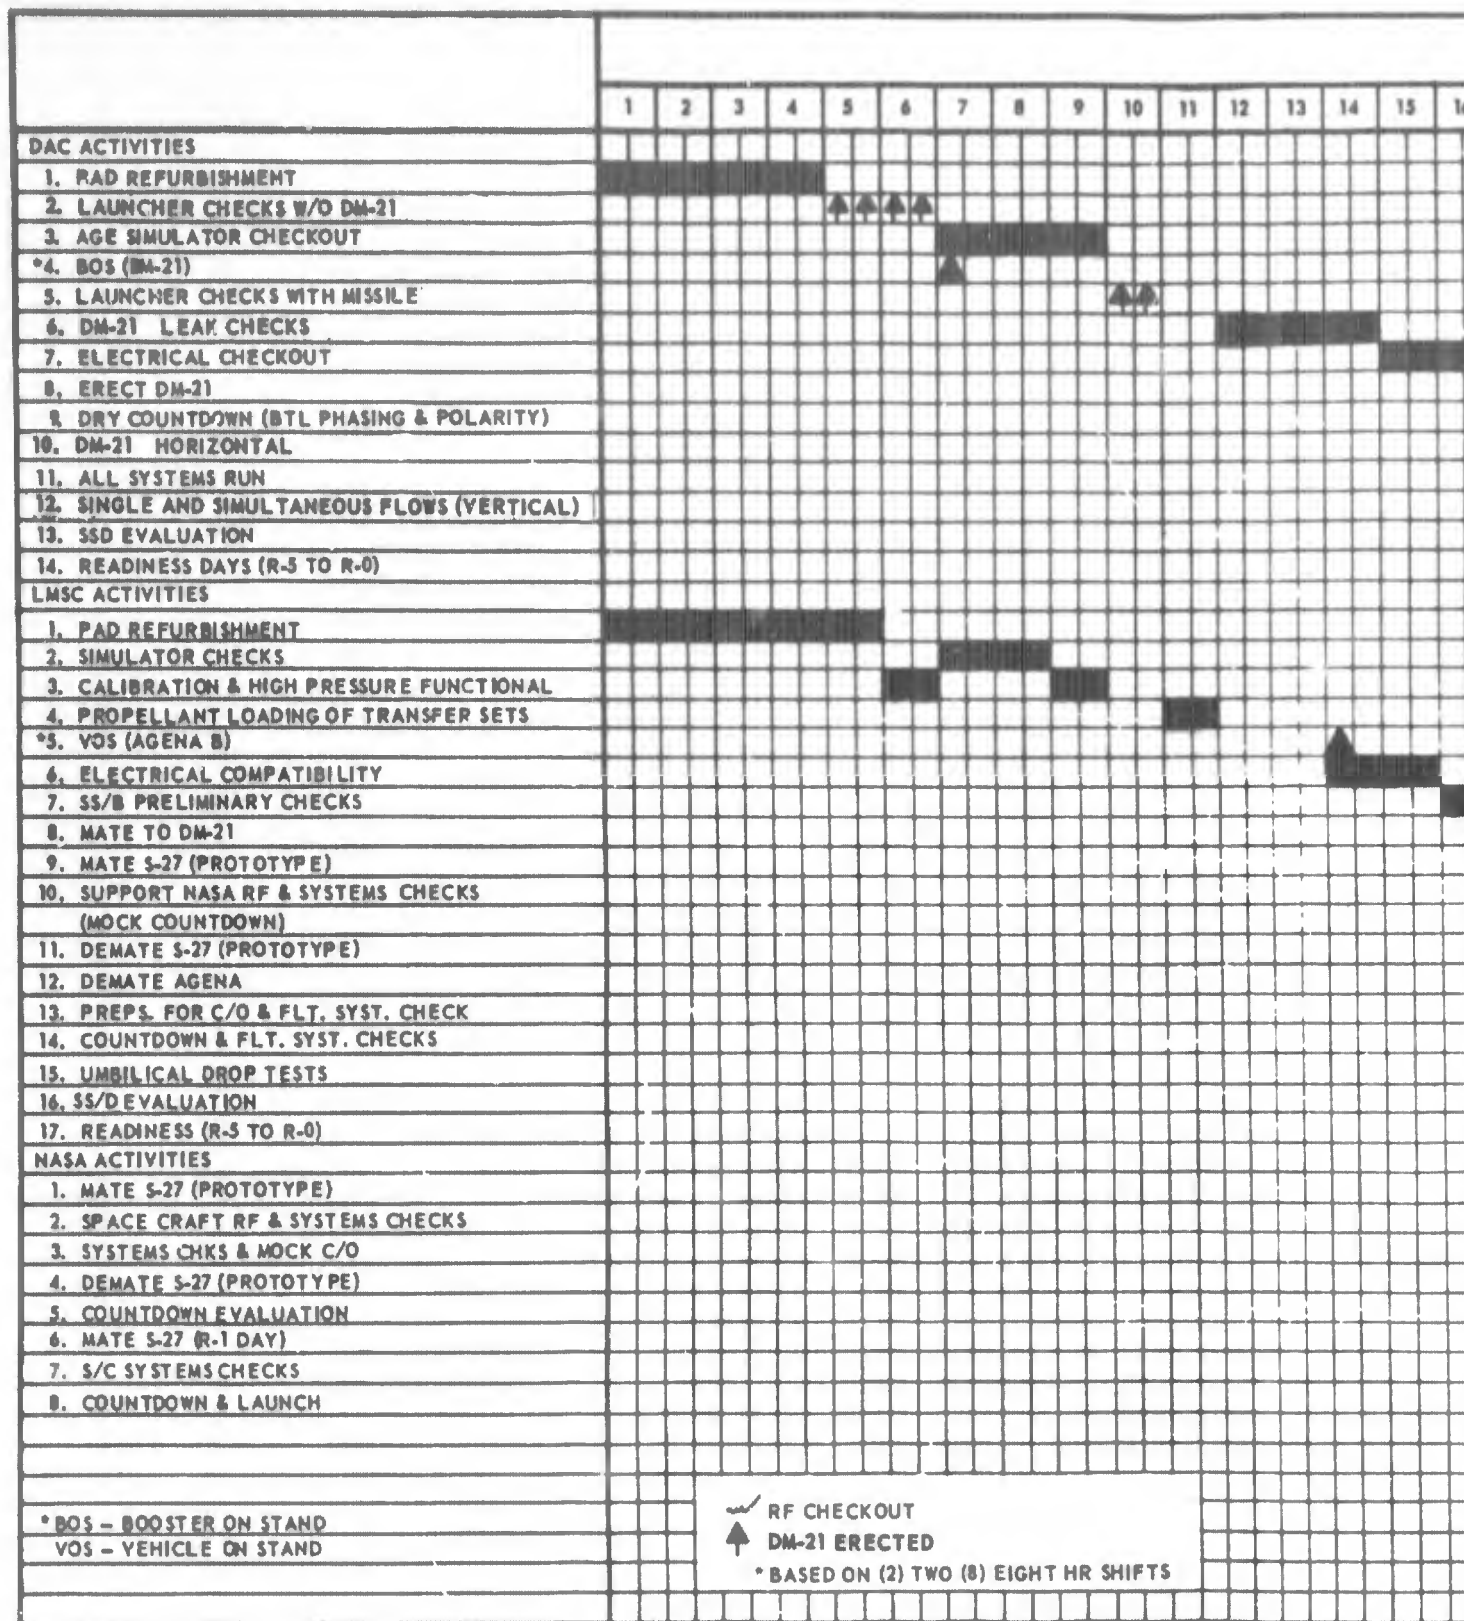 1 2 3 4 5 6 7 8 9 10 11 12 13 14 15 16
DAC ACTIVITIES
1. PAD REFURBISHMENT
2. LAUNCHER CHECKS W/O DM-21
3. AGE SIMULATOR CHECKOUT
*4. BOS (DM-21)
5. LAUNCHER CHECKS WITH MISSILE
6. DM-21 LEAK CHECKS
7. ELECTRICAL CHECKOUT
8. ERECT DM-21
9. DRY COUNTDOWN (BTL PHASING & POLARITY)
10. DM-21 HORIZONTAL
11. ALL SYSTEMS RUN
12. SINGLE AND SIMULTANEOUS FLOWS (VERTICAL)
13. SSD EVALUATION
14. READINESS DAYS (R-5 TO R-0)
LMSC ACTIVITIES
1. PAD REFURBISHMENT
2. SIMULATOR CHECKS
3. CALIBRATION & HIGH PRESSURE FUNCTIONAL
4. PROPELLANT LOADING OF TRANSFER SETS
*5. VOS (AGENA B)
6. ELECTRICAL COMPATIBILITY
7. SS/B PRELIMINARY CHECKS
8. MATE TO DM-21
9. MATE S-27 (PROTOTYPE)
10. SUPPORT NASA RF & SYSTEMS CHECKS
(MOCK COUNTDOWN)
11. DEMATE S-27 (PROTOTYPE)
12. DEMATE AGENA
13. PREPS. FOR C/O & FLT. SYST. CHECK
14. COUNTDOWN & FLT. SYST. CHECKS
15. UMBILICAL DROP TESTS
16. SS/D EVALUATION
17. READINESS (R-5 TO R-0)
NASA ACTIVITIES
1. MATE S-27 (PROTOTYPE)
2. SPACE CRAFT RF & SYSTEMS CHECKS
3. SYSTEMS CHKS & MOCK C/O
4. DEMATE S-27 (PROTOTYPE)
5. COUNTDOWN EVALUATION
6. MATE S-27 (R-1 DAY)
7. S/C SYSTEMS CHECKS
8. COUNTDOWN & LAUNCH
* BOS – BOOSTER ON STAND
VOS – VEHICLE ON STAND
RF CHECKOUT
DM-21 ERECTED
* BASED ON (2) TWO (8) EIGHT HR SHIFTS